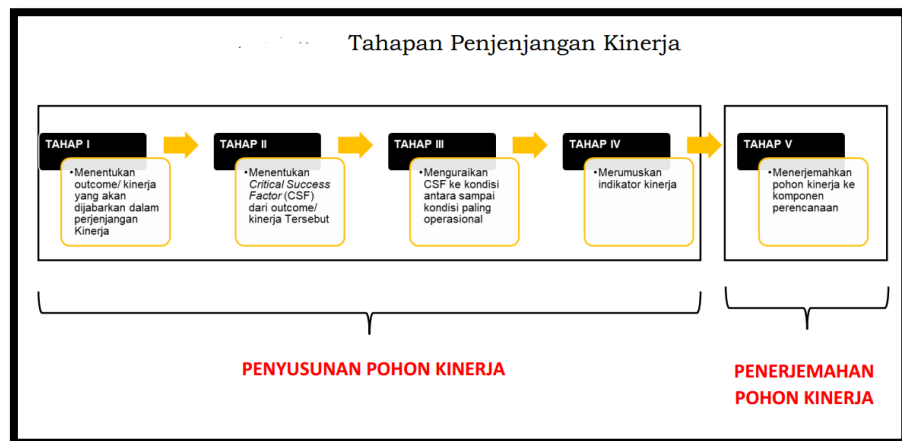 Tahapan Penjenjangan Kinerja
TAHAP I
•Menentukan
outcome/ kinerja
yang akan
dijabarkan dalam
perjenjangan
Kinerja
TAHAP II
•Menentukan
Critical Success
Factor (CSF)
dari outcome/
kinerja Tersebut
TAHAP III
•Menguraikan
CSF ke kondisi
antara sampai
kondisi paling
operasional
TAHAP IV
•Merumuskan
indikator kinerja
TAHAP V
•Menerjemahkan
pohon kinerja ke
komponen
perencanaan
PENYUSUNAN POHON KINERJA
PENERJEMAHAN
POHON KINERJA